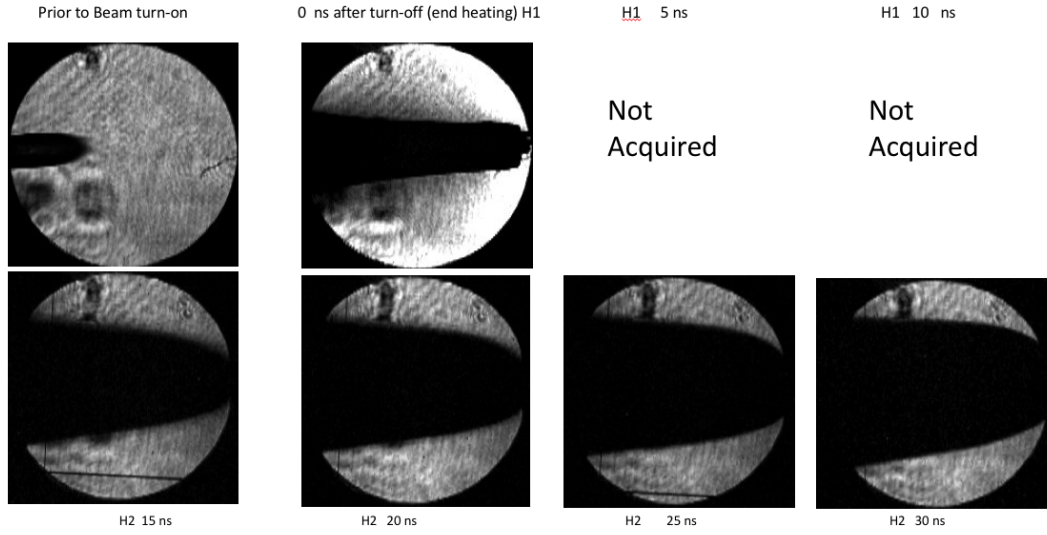 Prior to Beam turn-on
0 ns after turn-off (end heating) H1
H1 5 ns
H1 10 ns
Not
Acquired
Not
Acquired
H2 15 ns
H2 20 ns
H2 25 ns
H2 30 ns